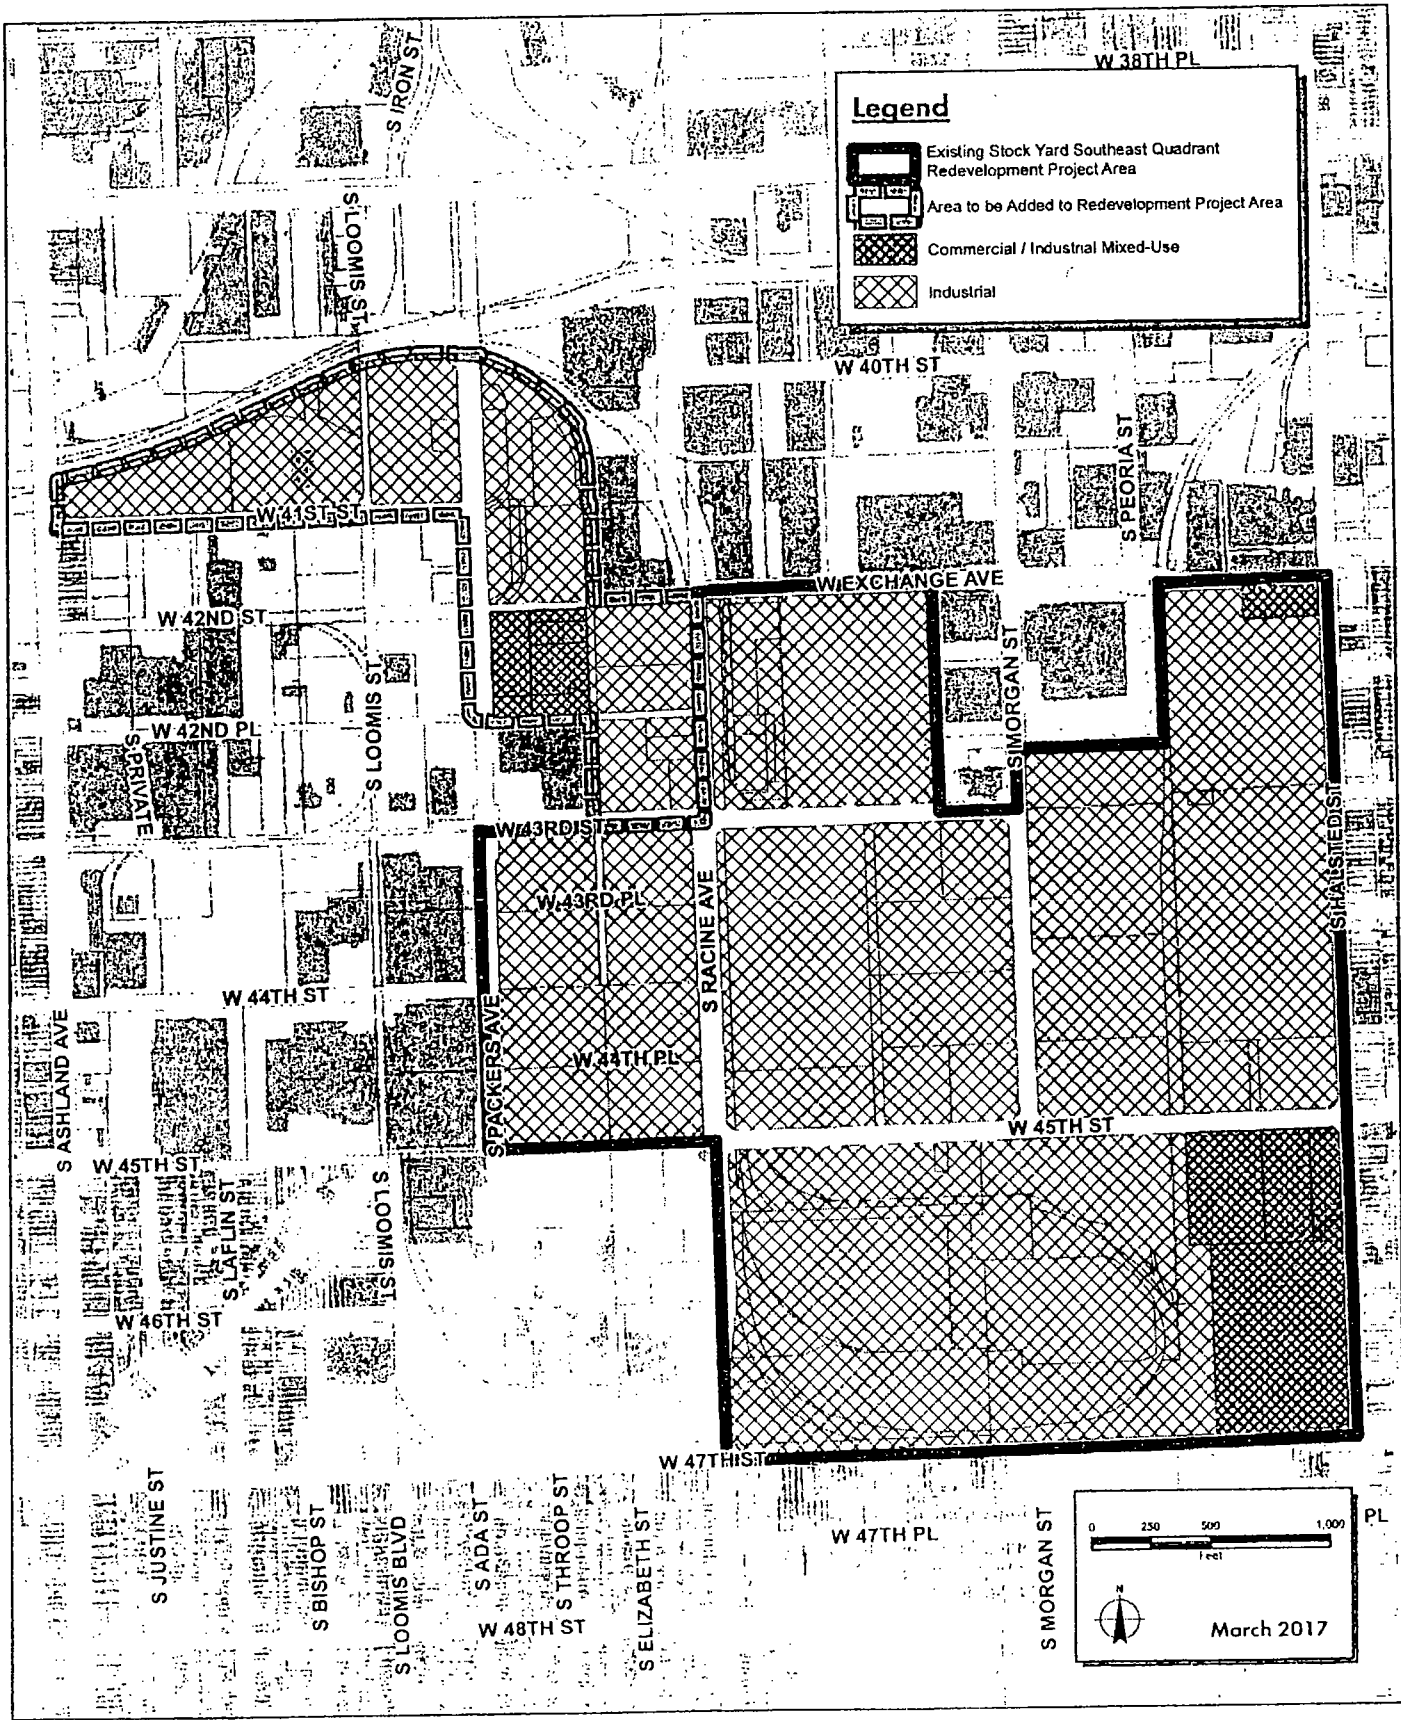 W 38TH PL
S IRON ST
Legend
Existing Stock Yard Southeast Quadrant
Redevelopment Project Area
Area to be Added to Redevelopment Project Area
Commercial / Industrial Mixed-Use
Industrial
S LOOMIS ST
W 40TH ST
S PEORIA ST
W 41ST ST
W EXCHANGE AVE
W 42ND ST
S MORGAN ST
S LOOMIS ST
W 42ND PL
S PRIVATE
W 43RD ST
S HALSTED ST
W 43RD PL
S RACINE AVE
W 44TH ST
S PACKERS AVE
W 44TH PL
S ASHLAND AVE
W 45TH ST
W 45TH ST
S LAFLIN ST
S LOOMIS ST
W 46TH ST
W 47TH ST
S JUSTINE ST
S BISHOP ST
S LOOMIS BLVD
S ADA ST
S THROOP ST
S ELIZABETH ST
W 47TH PL
S MORGAN ST
PL
0 250 500 1,000
Feet
N
W 48TH ST
March 2017